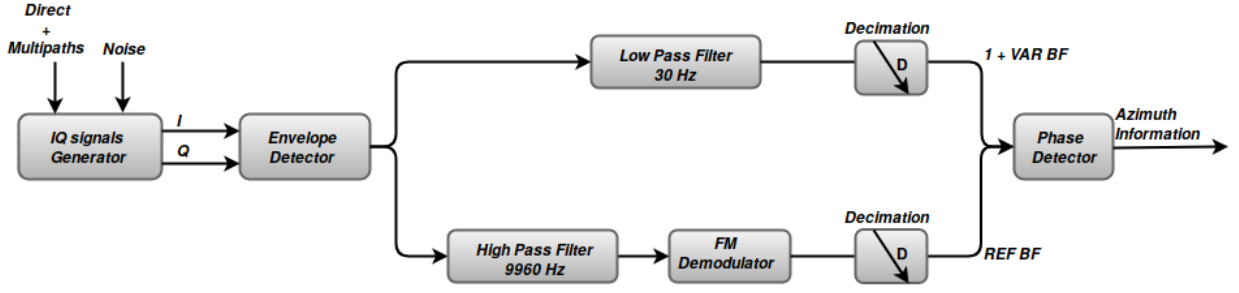 Direct
+
Multipaths
Noise
IQ signals
Generator
I
Q
Envelope
Detector
Low Pass Filter
30 Hz
Decimation
D
1 + VAR BF
High Pass Filter
9960 Hz
FM
Demodulator
Decimation
D
REF BF
Phase
Detector
Azimuth
Information